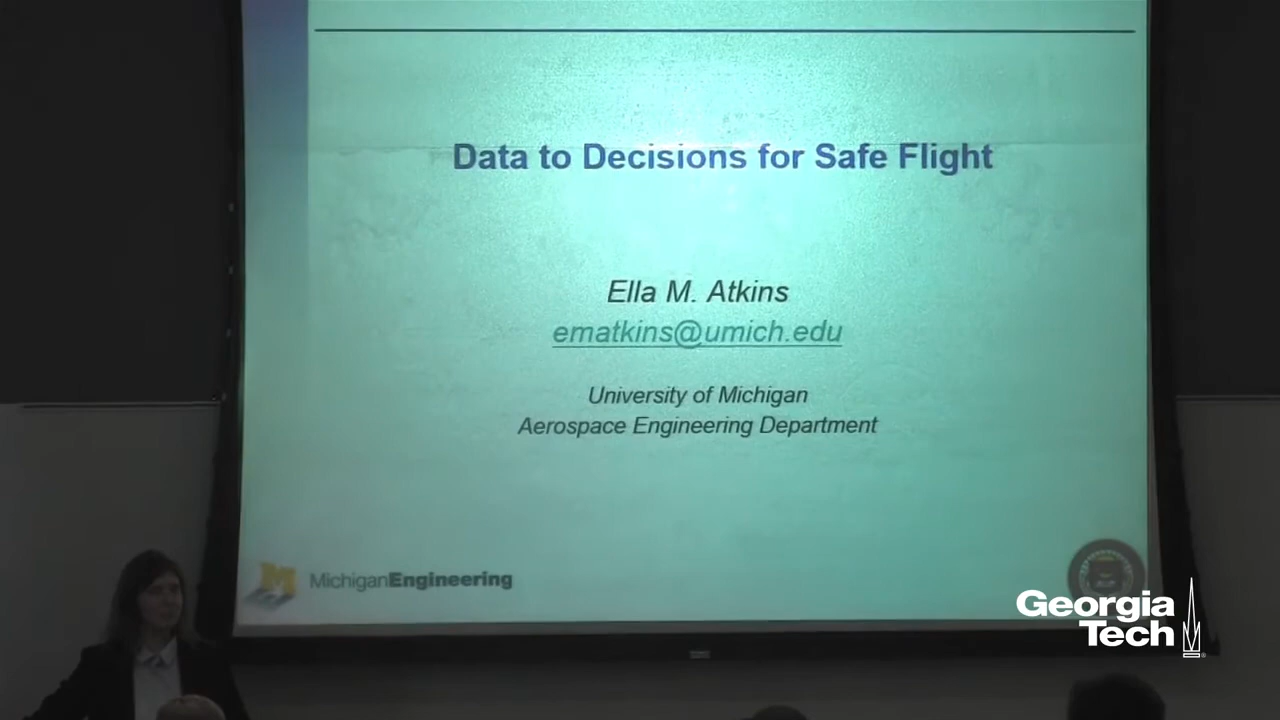 Data to Decisions for Safe Flight
Ella M. Atkins
ematkins@umich.edu
University of Michigan
Aerospace Engineering Department
M MichiganEngineering
Georgia
Tech